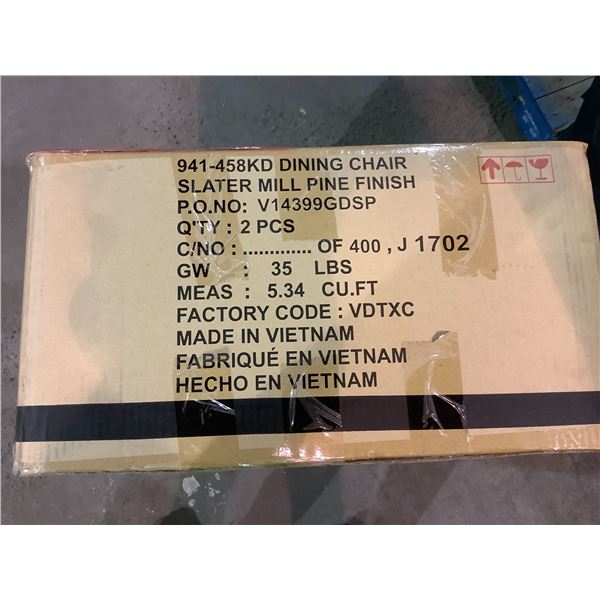 941-458KD DINING CHAIR
SLATER MILL PINE FINISH
P.O.NO: V14399GDSP
Q'TY : 2 PCS
C/NO : ............. OF 400 , J 1702
GW : 35 LBS
MEAS : 5.34 CU.FT
FACTORY CODE : VDTXC
MADE IN VIETNAM
FABRIQUÉ EN VIETNAM
HECHO EN VIETNAM